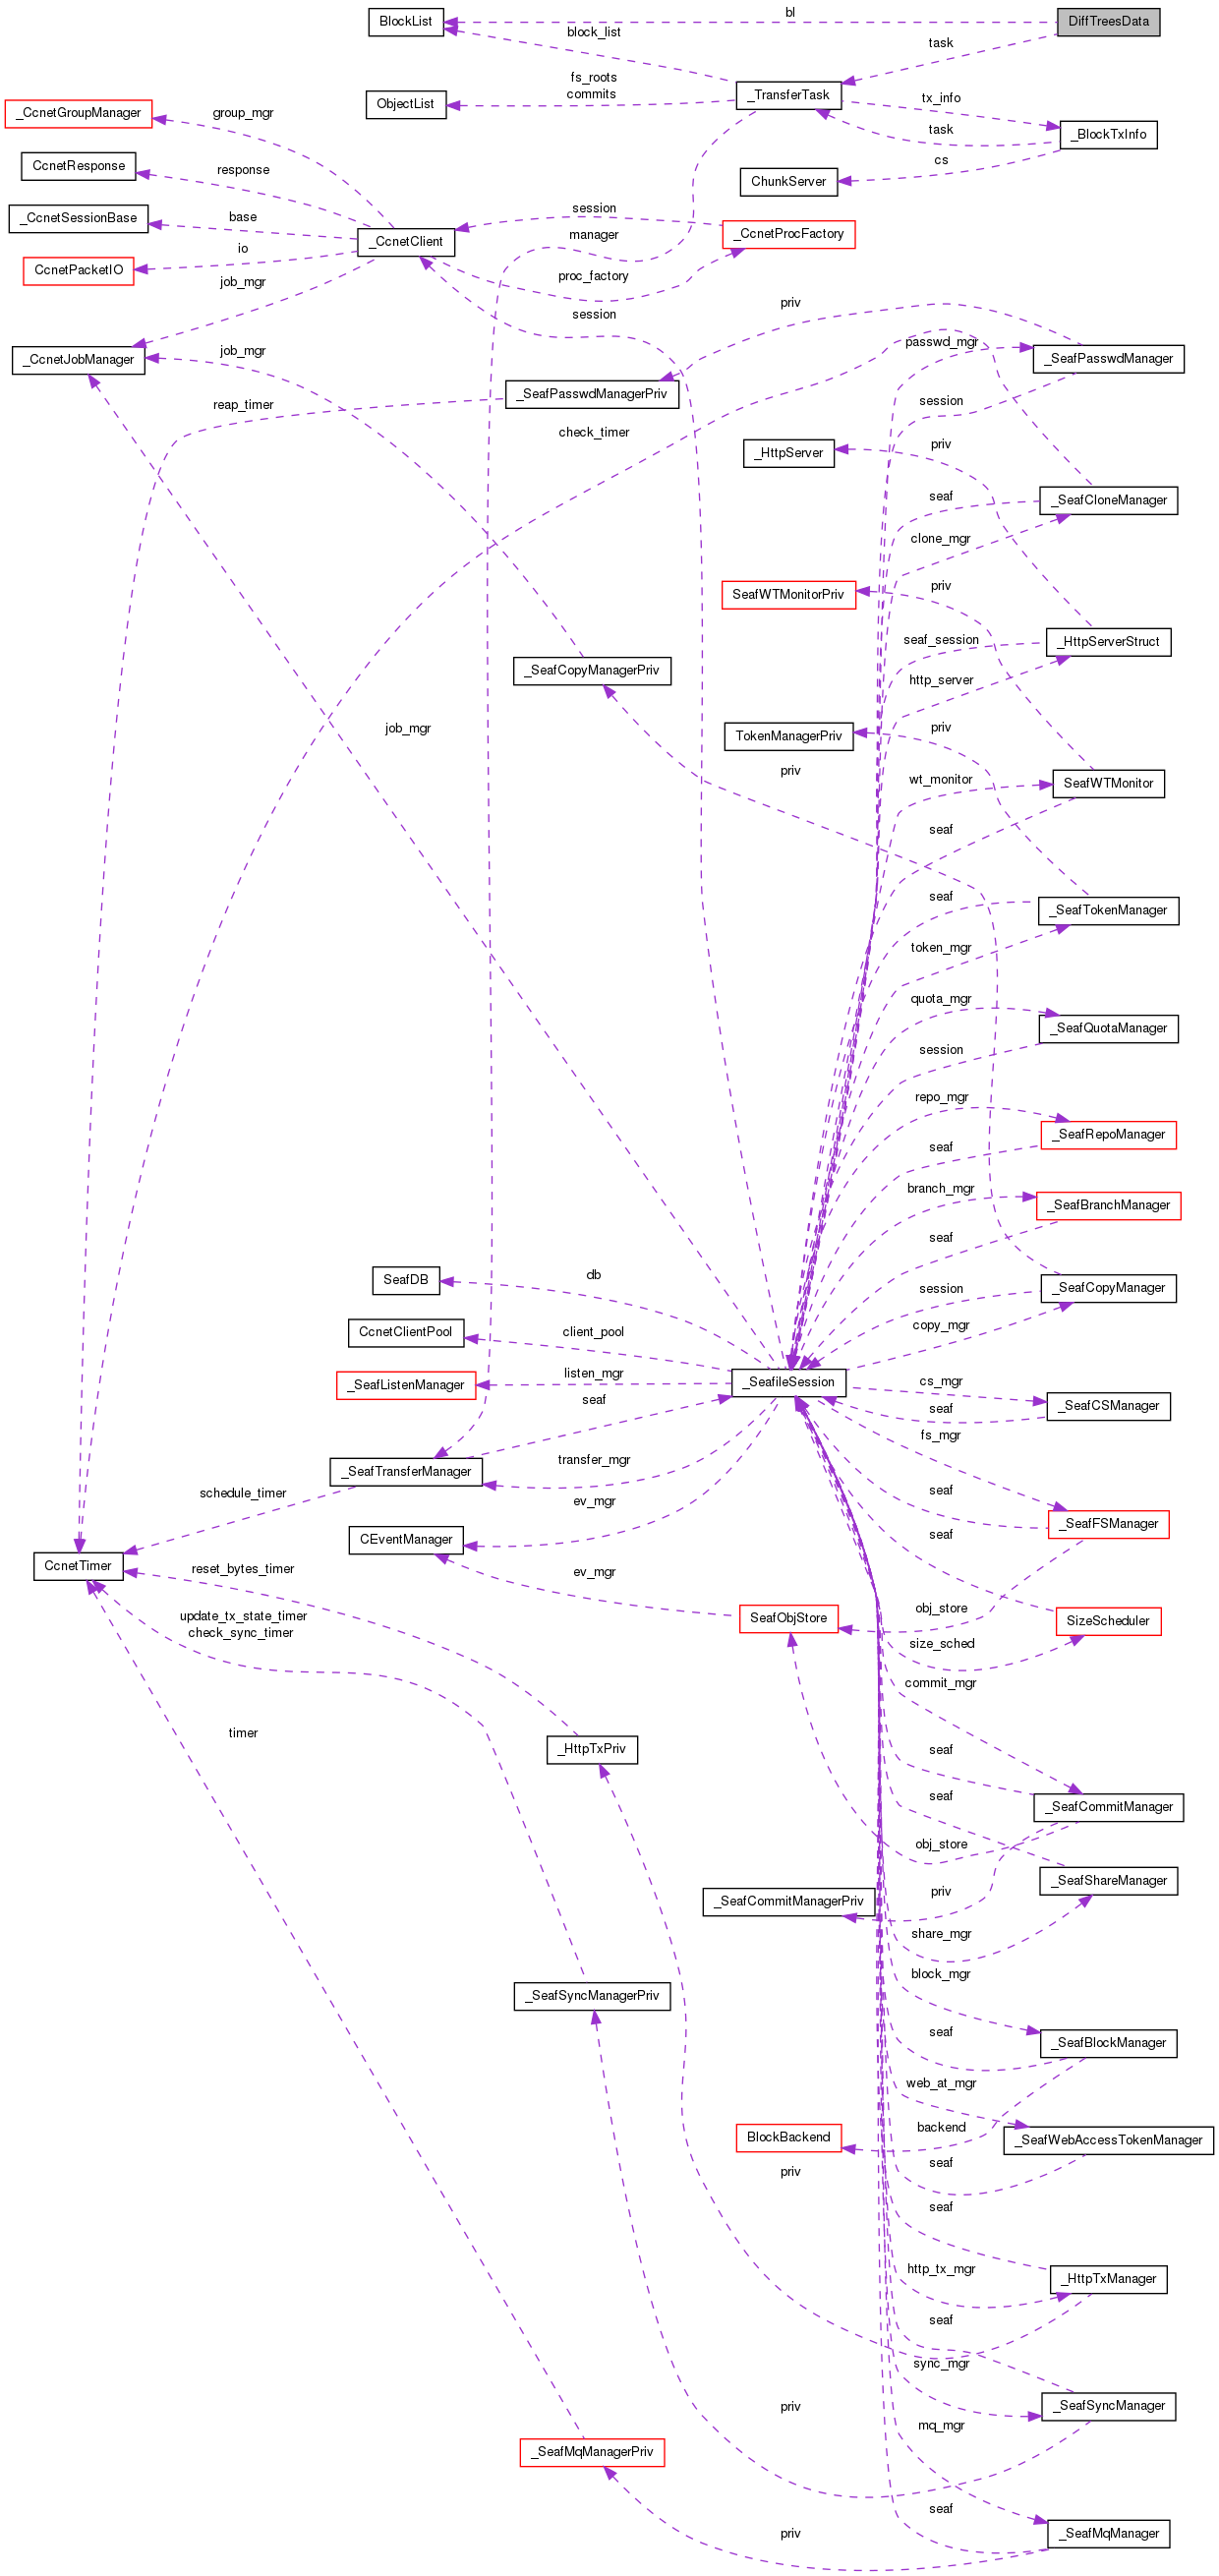 bl
BlockList
DiffTreesData
block_list
task
fs_roots
commits
_TransferTask
tx_info
ObjectList
_CcnetGroupManager
group_mgr
task
_BlockTxInfo
cs
CcnetResponse
response
ChunkServer
_CcnetSessionBase
base
session
manager
_CcnetProcFactory
_CcnetClient
io
CcnetPacketIO
proc_factory
job_mgr
session
priv
passwd_mgr
_CcnetJobManager
job_mgr
_SeafPasswdManager
_SeafPasswdManagerPriv
reap_timer
session
check_timer
priv
_HttpServer
seaf
_SeafCloneManager
clone_mgr
priv
SeafWTMonitorPriv
seaf_session
_HttpServerStruct
http_server
_SeafCopyManagerPriv
job_mgr
priv
TokenManagerPriv
priv
wt_monitor
SeafWTMonitor
seaf
seaf
_SeafTokenManager
token_mgr
quota_mgr
_SeafQuotaManager
session
repo_mgr
_SeafRepoManager
seaf
branch_mgr
_SeafBranchManager
seaf
SeafDB
db
session
_SeafCopyManager
CcnetClientPool
client_pool
copy_mgr
_SeafListenManager
listen_mgr
_SeafileSession
cs_mgr
seaf
seaf
_SeafCSManager
fs_mgr
_SeafTransferManager
transfer_mgr
schedule_timer
ev_mgr
seaf
_SeafFSManager
CEventManager
seaf
CcnetTimer
reset_bytes_timer
ev_mgr
obj_store
update_tx_state_timer
check_sync_timer
SeafObjStore
SizeScheduler
size_sched
commit_mgr
timer
_HttpTxPriv
seaf
seaf
_SeafCommitManager
obj_store
_SeafShareManager
priv
_SeafCommitManagerPriv
share_mgr
block_mgr
_SeafSyncManagerPriv
seaf
_SeafBlockManager
web_at_mgr
backend
BlockBackend
_SeafWebAccessTokenManager
seaf
priv
seaf
http_tx_mgr
_HttpTxManager
seaf
sync_mgr
priv
_SeafSyncManager
mq_mgr
_SeafMqManagerPriv
seaf
priv
_SeafMqManager